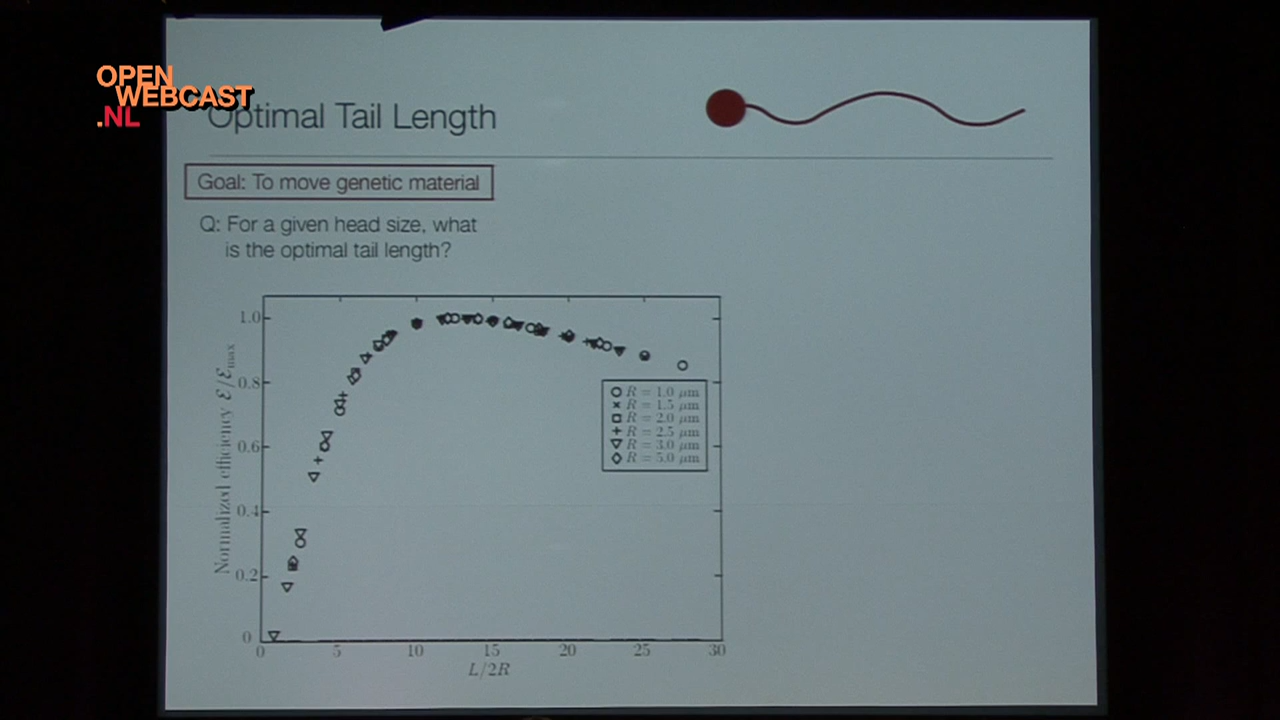 OPEN
WEBCAST
.NL
Optimal Tail Length
Goal: To move genetic material
Q: For a given head size, what
is the optimal tail length?
Normalized efficiency ℰ/ℰmax
1.0
0.8
0.6
0.4
0.2
0
R = 1.0 μm
R = 1.5 μm
R = 2.0 μm
R = 2.5 μm
R = 3.0 μm
R = 5.0 μm
0 5 10 15 20 25 30
L/2R